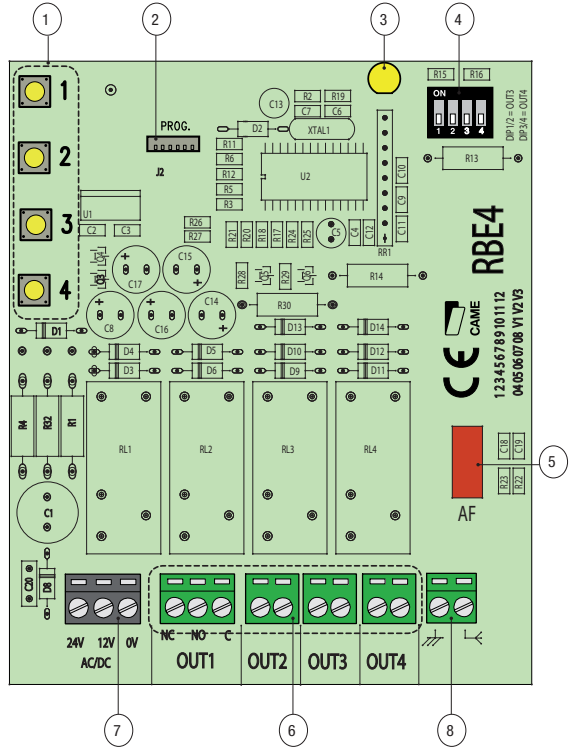 1
2
3
4
1
2
3
4
PROG.
J2
C13
R2
R19
C7
C6
D2
XTAL1
R11
R6
R12
R5
R3
U2
R15
R16
ON
1 2 3 4
DIP1/2 = OUT3
DIP3/4 = OUT4
R13
C10
C9
C11
RR1
U1
C2
C3
R26
R27
R21
R20
R18
R17
R24
R25
C5
C4
C12
C17
C15
R28
R29
R14
R30
C8
C16
C14
RBE4
CE CAME
1 2 3 4 5 6 7 8 9 10 11 12
04 05 06 07 08 V1 V2 V3
D1
D4
D5
D13
D14
D10
D12
D3
D6
D9
D11
R4
R32
R1
RL1
RL2
RL3
RL4
C18
C19
R23
R22
5
AF
C1
C20
D8
24V 12V 0V
AC/DC
NC NO C
OUT1
OUT2
OUT3
OUT4
7
6
8